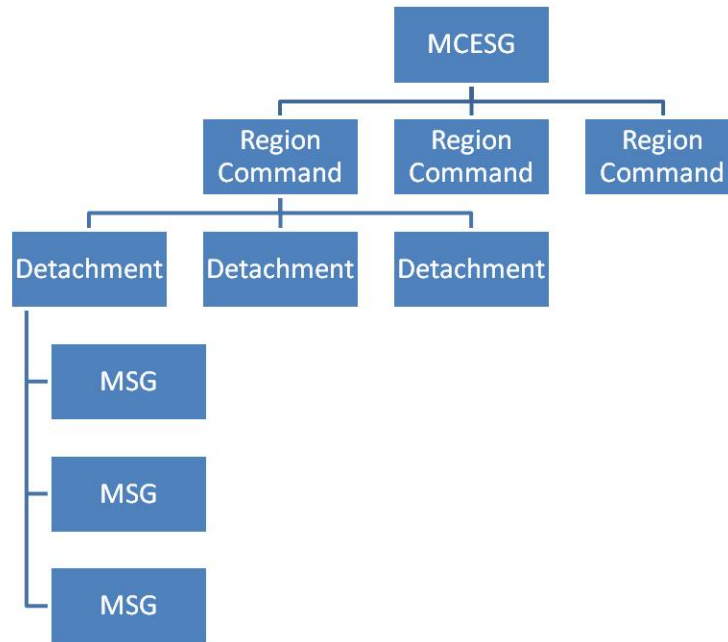 MCESG
Region
Command
Region
Command
Region
Command
Detachment
Detachment
Detachment
MSG
MSG
MSG